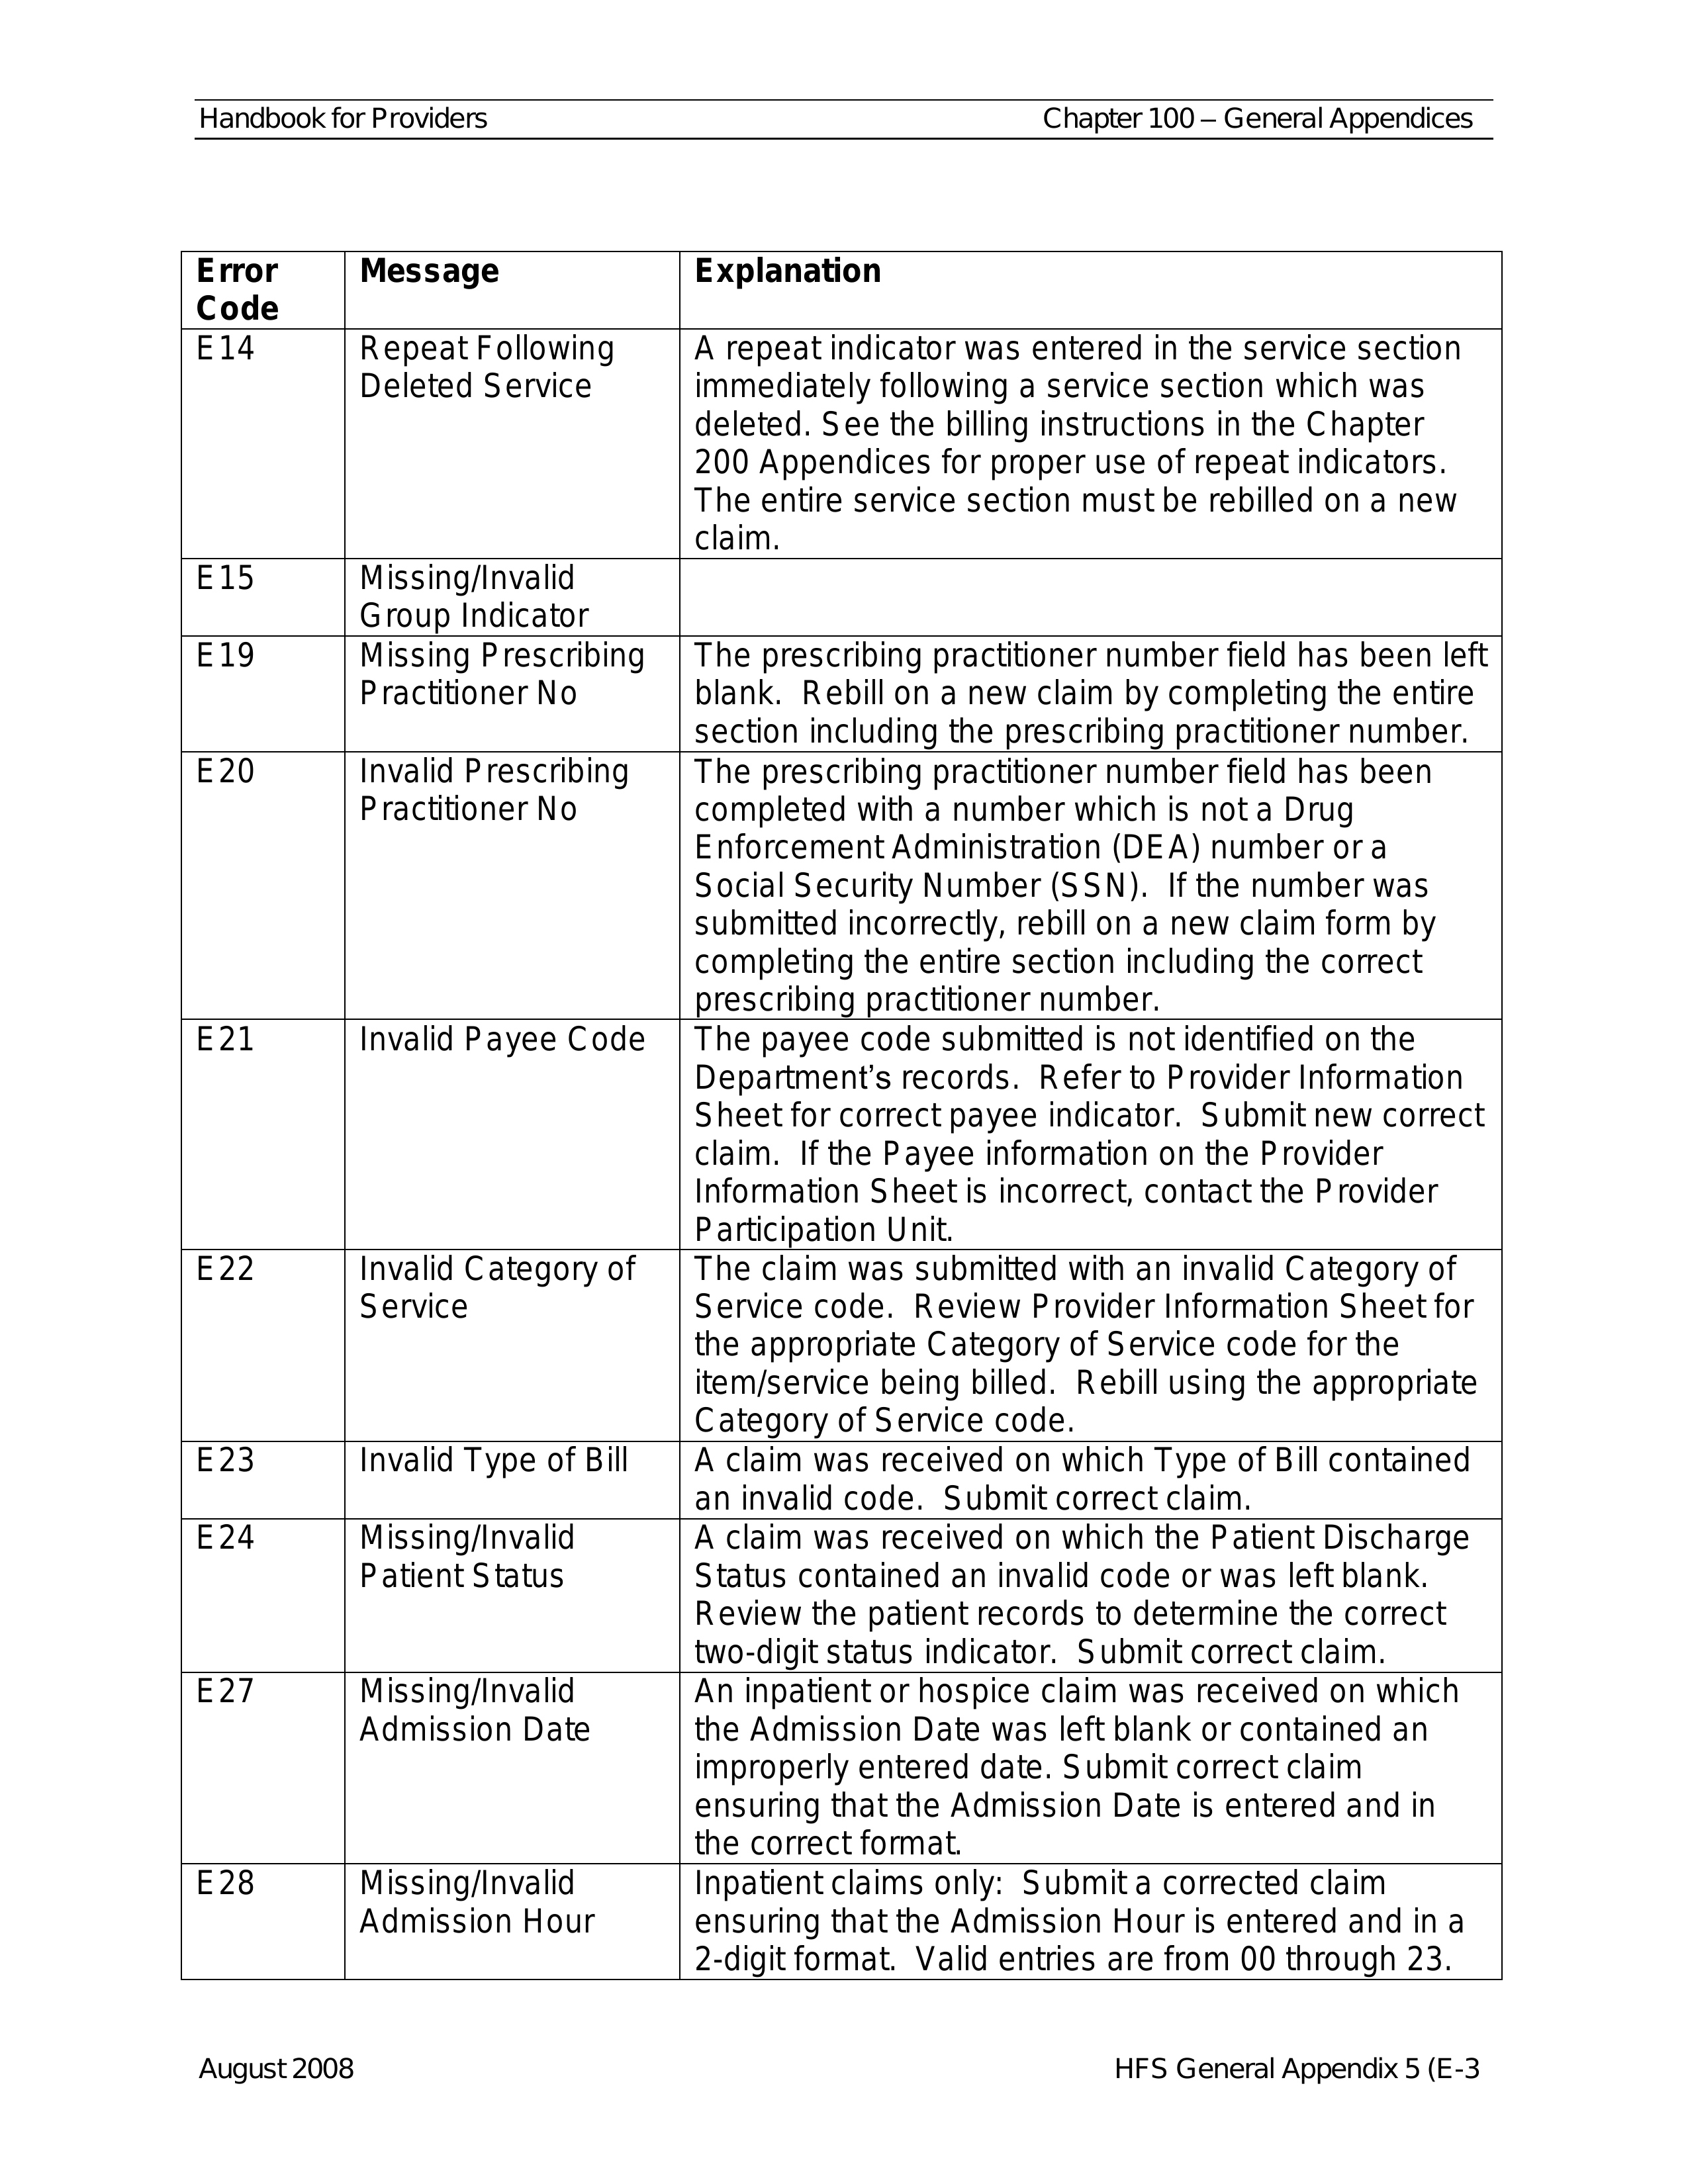 Handbook for Providers Chapter 100 – General Appendices
Error Code Message Explanation
E14 Repeat Following Deleted Service
A repeat indicator was entered in the service section
immediately following a service section which was
deleted. See the billing instructions in the Chapter
200 Appendices for proper use of repeat indicators.
The entire service section must be rebilled on a new
claim.
E15 Missing/Invalid
Group Indicator
E19 Missing Prescribing
Practitioner No
The prescribing practitioner number field has been left
blank.  Rebill on a new claim by completing the entire
section including the prescribing practitioner number.
E20 Invalid Prescribing
Practitioner No
The prescribing practitioner number field has been
completed with a number which is not a Drug
Enforcement Administration (DEA) number or a
Social Security Number (SSN).  If the number was
submitted incorrectly, rebill on a new claim form by
completing the entire section including the correct
prescribing practitioner number.
E21 Invalid Payee Code
The payee code submitted is not identified on the
Department’s records.  Refer to Provider Information
Sheet for correct payee indicator.  Submit new correct
claim.  If the Payee information on the Provider
Information Sheet is incorrect, contact the Provider
Participation Unit.
E22 Invalid Category of
Service
The claim was submitted with an invalid Category of
Service code.  Review Provider Information Sheet for
the appropriate Category of Service code for the
item/service being billed.  Rebill using the appropriate
Category of Service code.
E23 Invalid Type of Bill
A claim was received on which Type of Bill contained
an invalid code.  Submit correct claim.
E24 Missing/Invalid
Patient Status
A claim was received on which the Patient Discharge
Status contained an invalid code or was left blank.
Review the patient records to determine the correct
two-digit status indicator.  Submit correct claim.
E27 Missing/Invalid
Admission Date
An inpatient or hospice claim was received on which
the Admission Date was left blank or contained an
improperly entered date. Submit correct claim
ensuring that the Admission Date is entered and in
the correct format.
E28 Missing/Invalid
Admission Hour
Inpatient claims only:  Submit a corrected claim
ensuring that the Admission Hour is entered and in a
2-digit format.  Valid entries are from 00 through 23.
August 2008 HFS General Appendix 5 (E-3